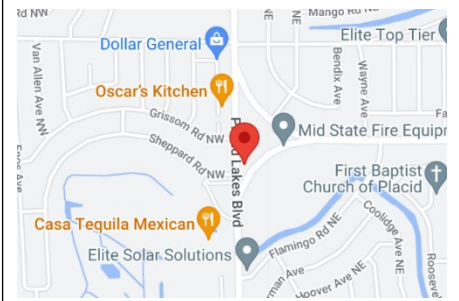 Rd NW
Mango Rd NE
Elite Top Tier
Dollar General
Van Allen Ave NW
Bendix Ave
Wayne Ave
Oscar's Kitchen
Grissom Rd NW
Mid State Fire Equipm
Sheppard Rd NW
Lakes Blvd
First Baptist
Church of Placid
Casa Tequila Mexican
Coolidge Ave NE
Elite Solar Solutions
Flamingo Rd NE
Hoover Ave NE